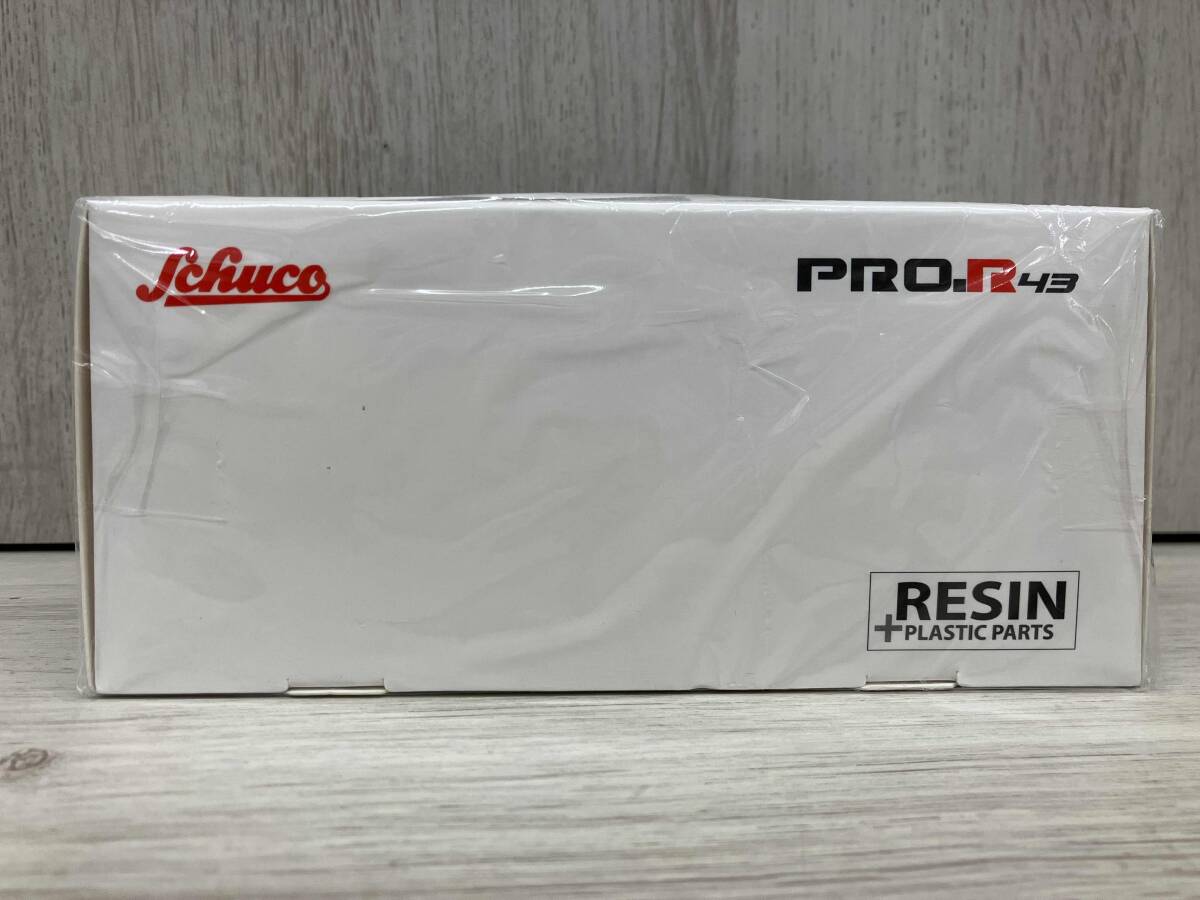 Schuco
PRO.R43
RESIN
+PLASTIC PARTS